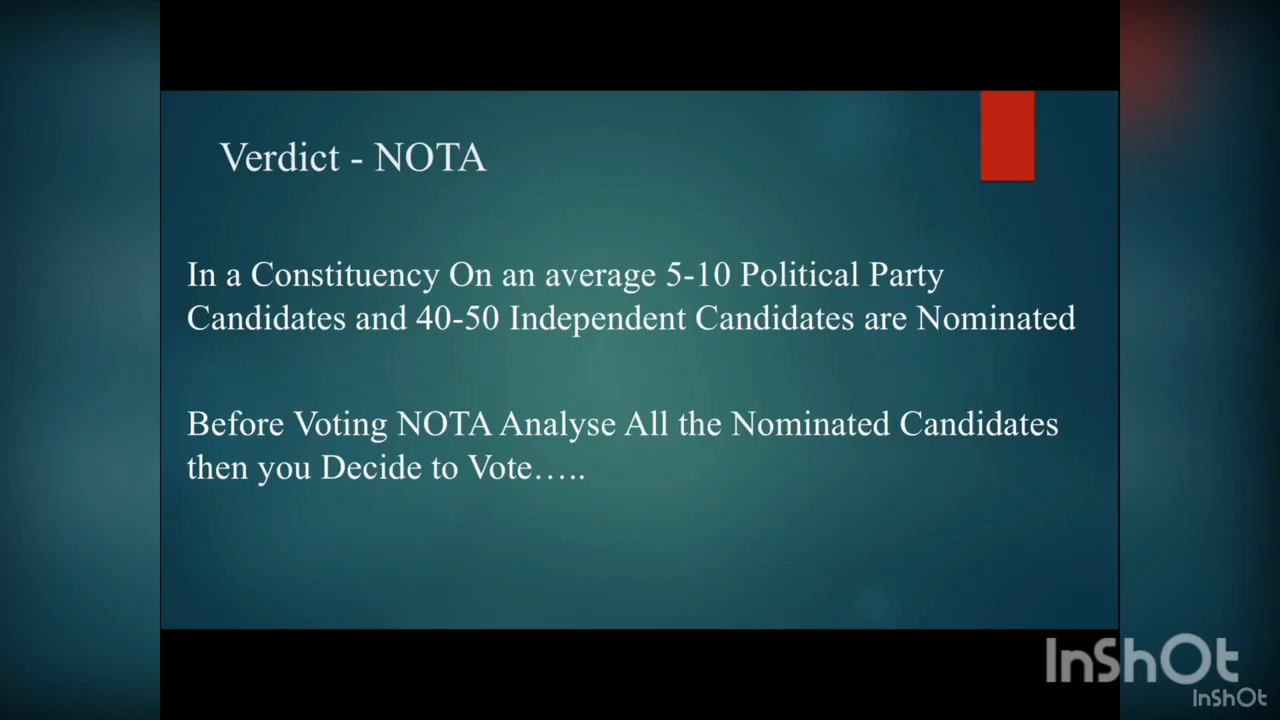 Verdict - NOTA
In a Constituency On an average 5-10 Political Party
Candidates and 40-50 Independent Candidates are Nominated
Before Voting NOTA Analyse All the Nominated Candidates
then you Decide to Vote…..
InShOt
InShOt